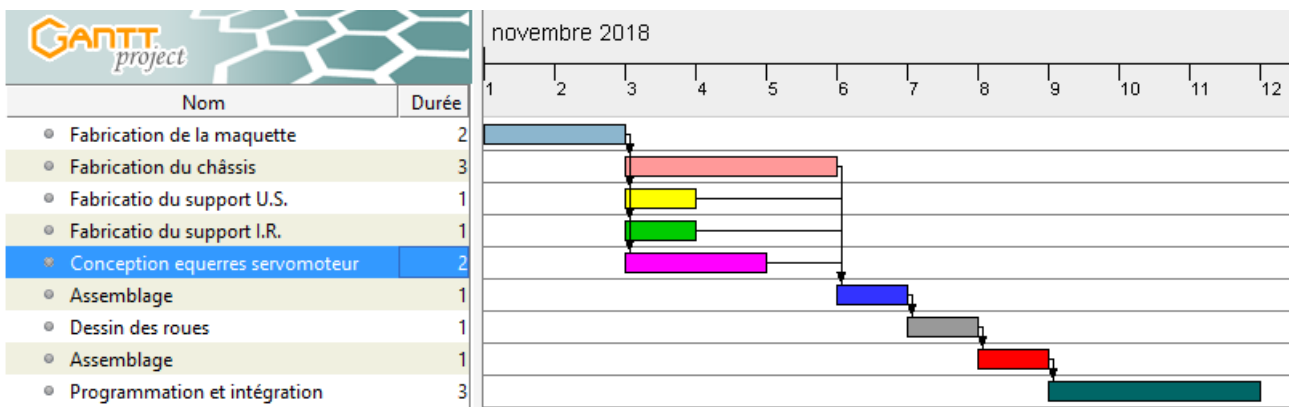 GANTT
project
novembre 2018
Nom Durée 1 2 3 4 5 6 7 8 9 10 11 12
Fabrication de la maquette 2
Fabrication du châssis 3
Fabricatio du support U.S. 1
Fabricatio du support I.R. 1
Conception equerres servomoteur 2
Assemblage 1
Dessin des roues 1
Assemblage 1
Programmation et intégration 3